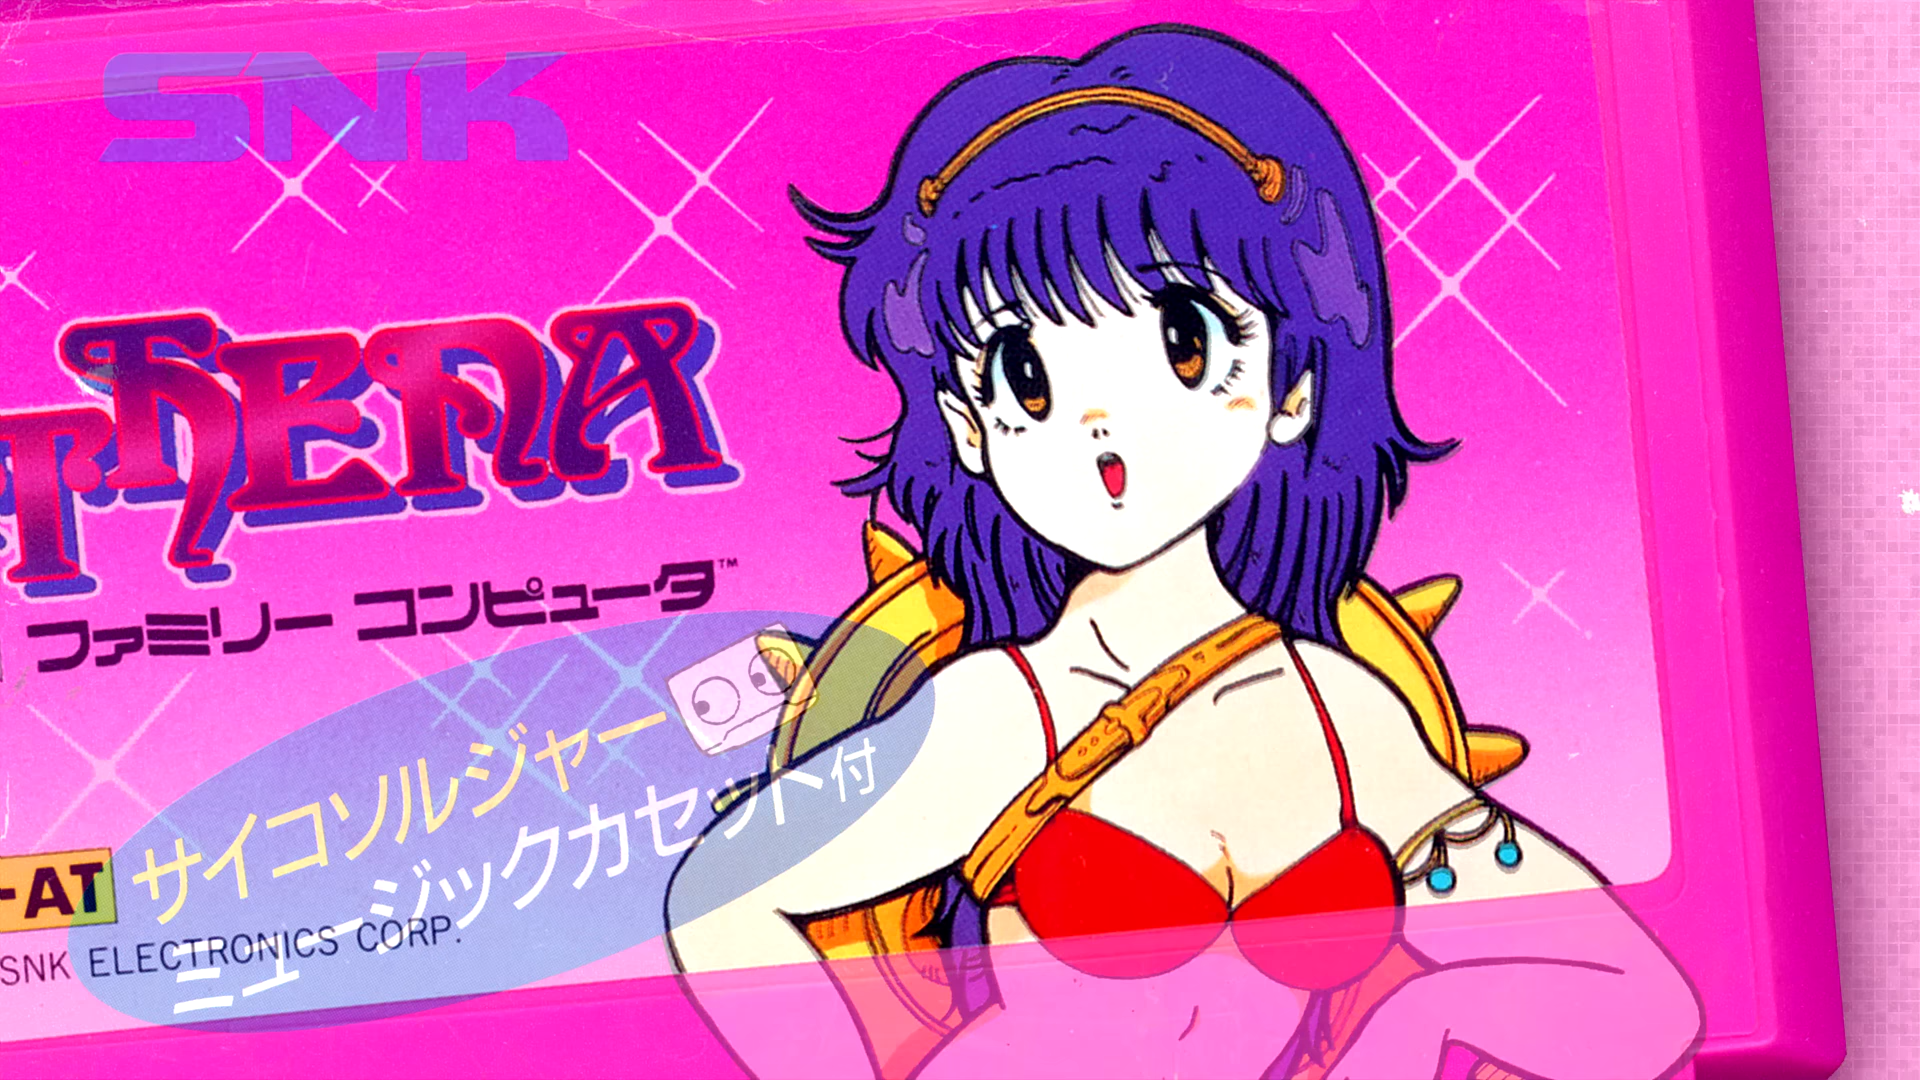 SNK
THENA
ファミリー コンピュータ™
サイコソルジャー
ミュージックカセット付
-AT
SNK ELECTRONICS CORP.